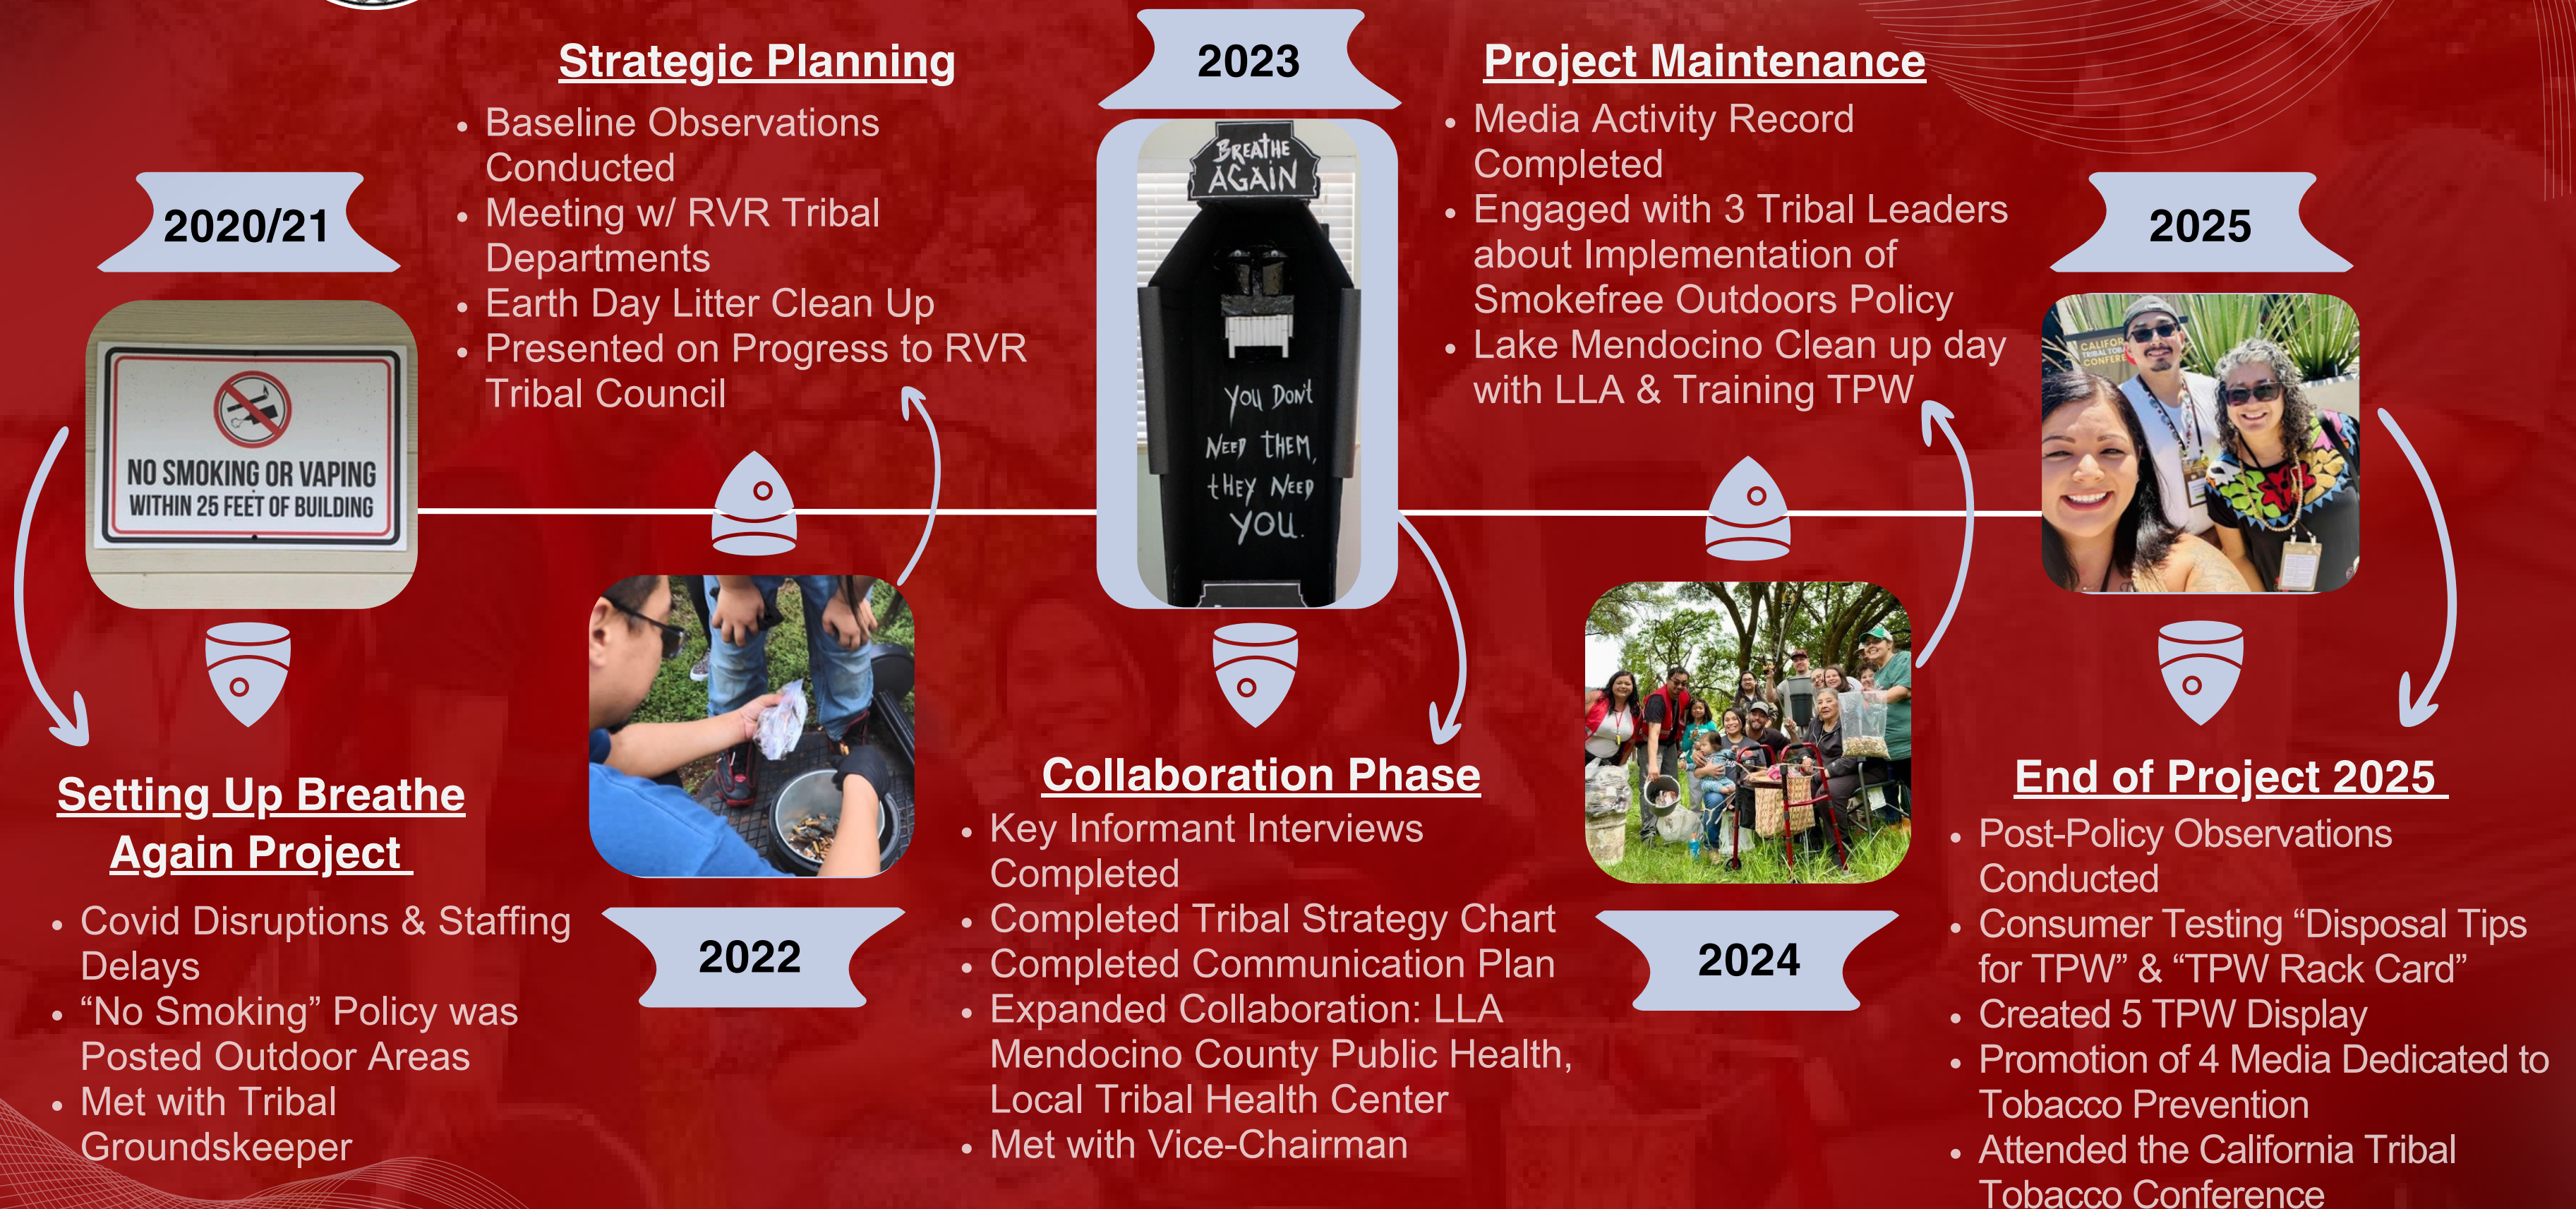 2020/21
NO SMOKING OR VAPING
WITHIN 25 FEET OF BUILDING
Setting Up Breathe
Again Project
• Covid Disruptions & Staffing
Delays
• “No Smoking” Policy was
Posted Outdoor Areas
• Met with Tribal
Groundskeeper
Strategic Planning
• Baseline Observations
Conducted
• Meeting w/ RVR Tribal
Departments
• Earth Day Litter Clean Up
• Presented on Progress to RVR
Tribal Council
2022
2023
BREATHE
AGAIN
YOU DON'T
NEED THEM,
tHEY NEED
YOU.
Collaboration Phase
• Key Informant Interviews
Completed
• Completed Tribal Strategy Chart
• Completed Communication Plan
• Expanded Collaboration: LLA
Mendocino County Public Health,
Local Tribal Health Center
• Met with Vice-Chairman
Project Maintenance
• Media Activity Record
Completed
• Engaged with 3 Tribal Leaders
about Implementation of
Smokefree Outdoors Policy
• Lake Mendocino Clean up day
with LLA & Training TPW
2024
2025
End of Project 2025
• Post-Policy Observations
Conducted
• Consumer Testing “Disposal Tips
for TPW” & “TPW Rack Card”
• Created 5 TPW Display
• Promotion of 4 Media Dedicated to
Tobacco Prevention
• Attended the California Tribal
Tobacco Conference